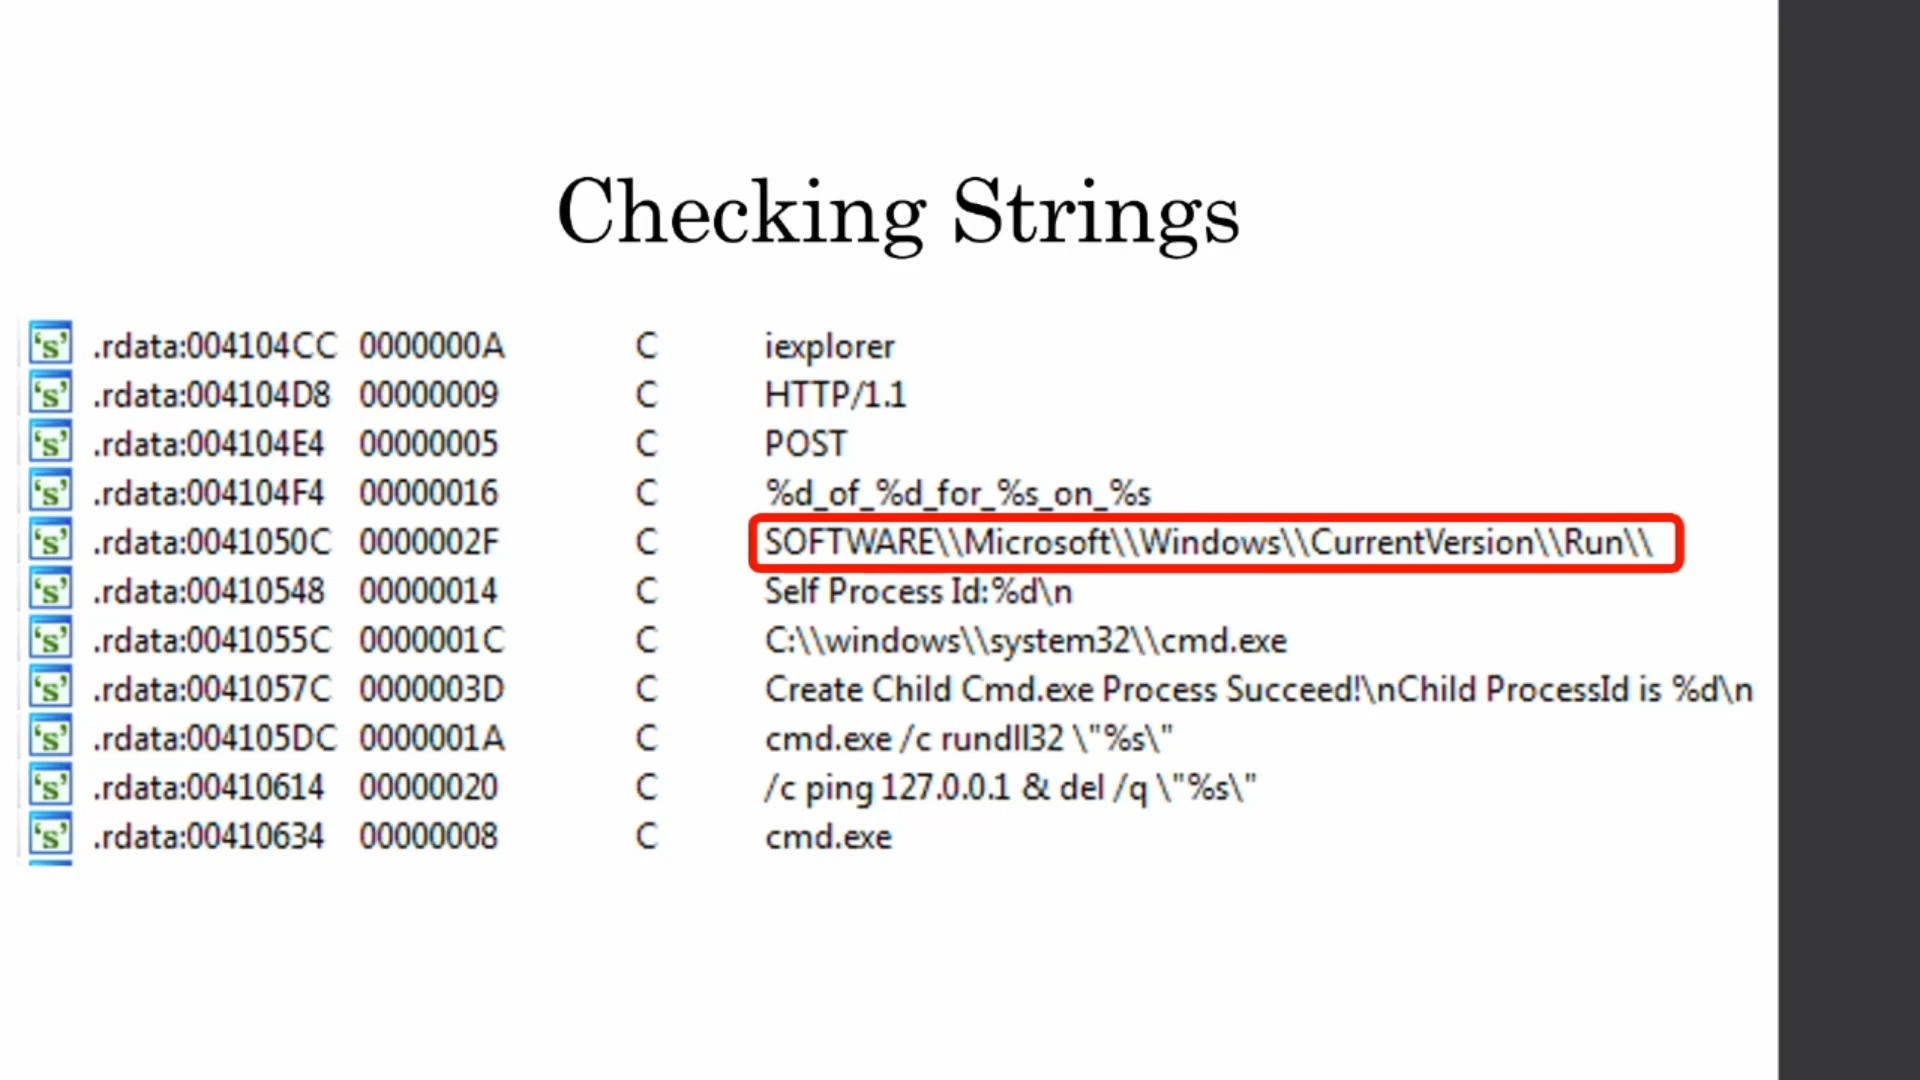 Checking Strings
's' .rdata:004104CC 0000000A C iexplorer
's' .rdata:004104D8 00000009 C HTTP/1.1
's' .rdata:004104E4 00000005 C POST
's' .rdata:004104F4 00000016 C %d_of_%d_for_%s_on_%s
's' .rdata:0041050C 0000002F C SOFTWARE\\Microsoft\\Windows\\CurrentVersion\\Run\\
's' .rdata:00410548 00000014 C Self Process Id:%d\n
's' .rdata:0041055C 0000001C C C:\\windows\\system32\\cmd.exe
's' .rdata:0041057C 0000003D C Create Child Cmd.exe Process Succeed!\nChild ProcessId is %d\n
's' .rdata:004105DC 0000001A C cmd.exe /c rundll32 \"%s\"
's' .rdata:00410614 00000020 C /c ping 127.0.0.1 & del /q \"%s\"
's' .rdata:00410634 00000008 C cmd.exe